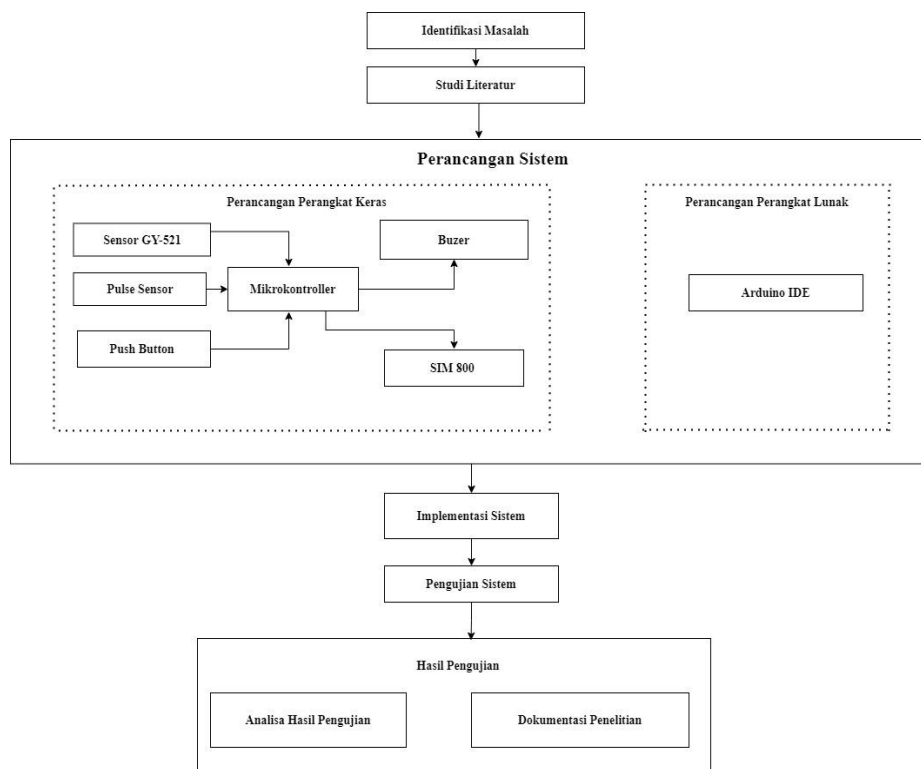 Identifikasi Masalah
Studi Literatur
Perancangan Sistem
Perancangan Perangkat Keras
Sensor GY-521
Pulse Sensor
Push Button
Mikrokontroller
Buzer
SIM 800
Perancangan Perangkat Lunak
Arduino IDE
Implementasi Sistem
Pengujian Sistem
Hasil Pengujian
Analisa Hasil Pengujian
Dokumentasi Penelitian